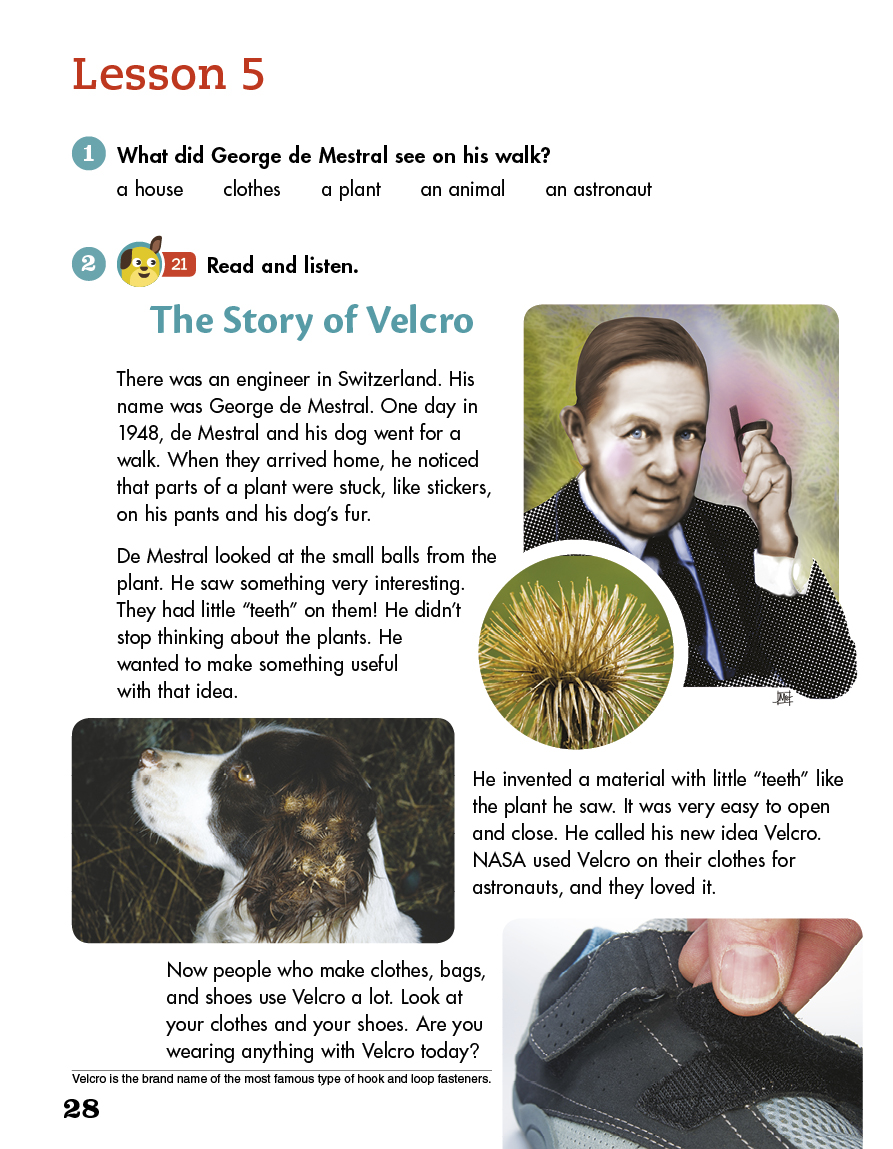 Lesson 5
1 What did George de Mestral see on his walk?
a house clothes a plant an animal an astronaut
2 21 Read and listen.
The Story of Velcro
There was an engineer in Switzerland. His
name was George de Mestral. One day in
1948, de Mestral and his dog went for a
walk. When they arrived home, he noticed
that parts of a plant were stuck, like stickers,
on his pants and his dog’s fur.
De Mestral looked at the small balls from the
plant. He saw something very interesting.
They had little “teeth” on them! He didn’t
stop thinking about the plants. He
wanted to make something useful
with that idea.
He invented a material with little “teeth” like
the plant he saw. It was very easy to open
and close. He called his new idea Velcro.
NASA used Velcro on their clothes for
astronauts, and they loved it.
Now people who make clothes, bags,
and shoes use Velcro a lot. Look at
your clothes and your shoes. Are you
wearing anything with Velcro today?
Velcro is the brand name of the most famous type of hook and loop fasteners.
28